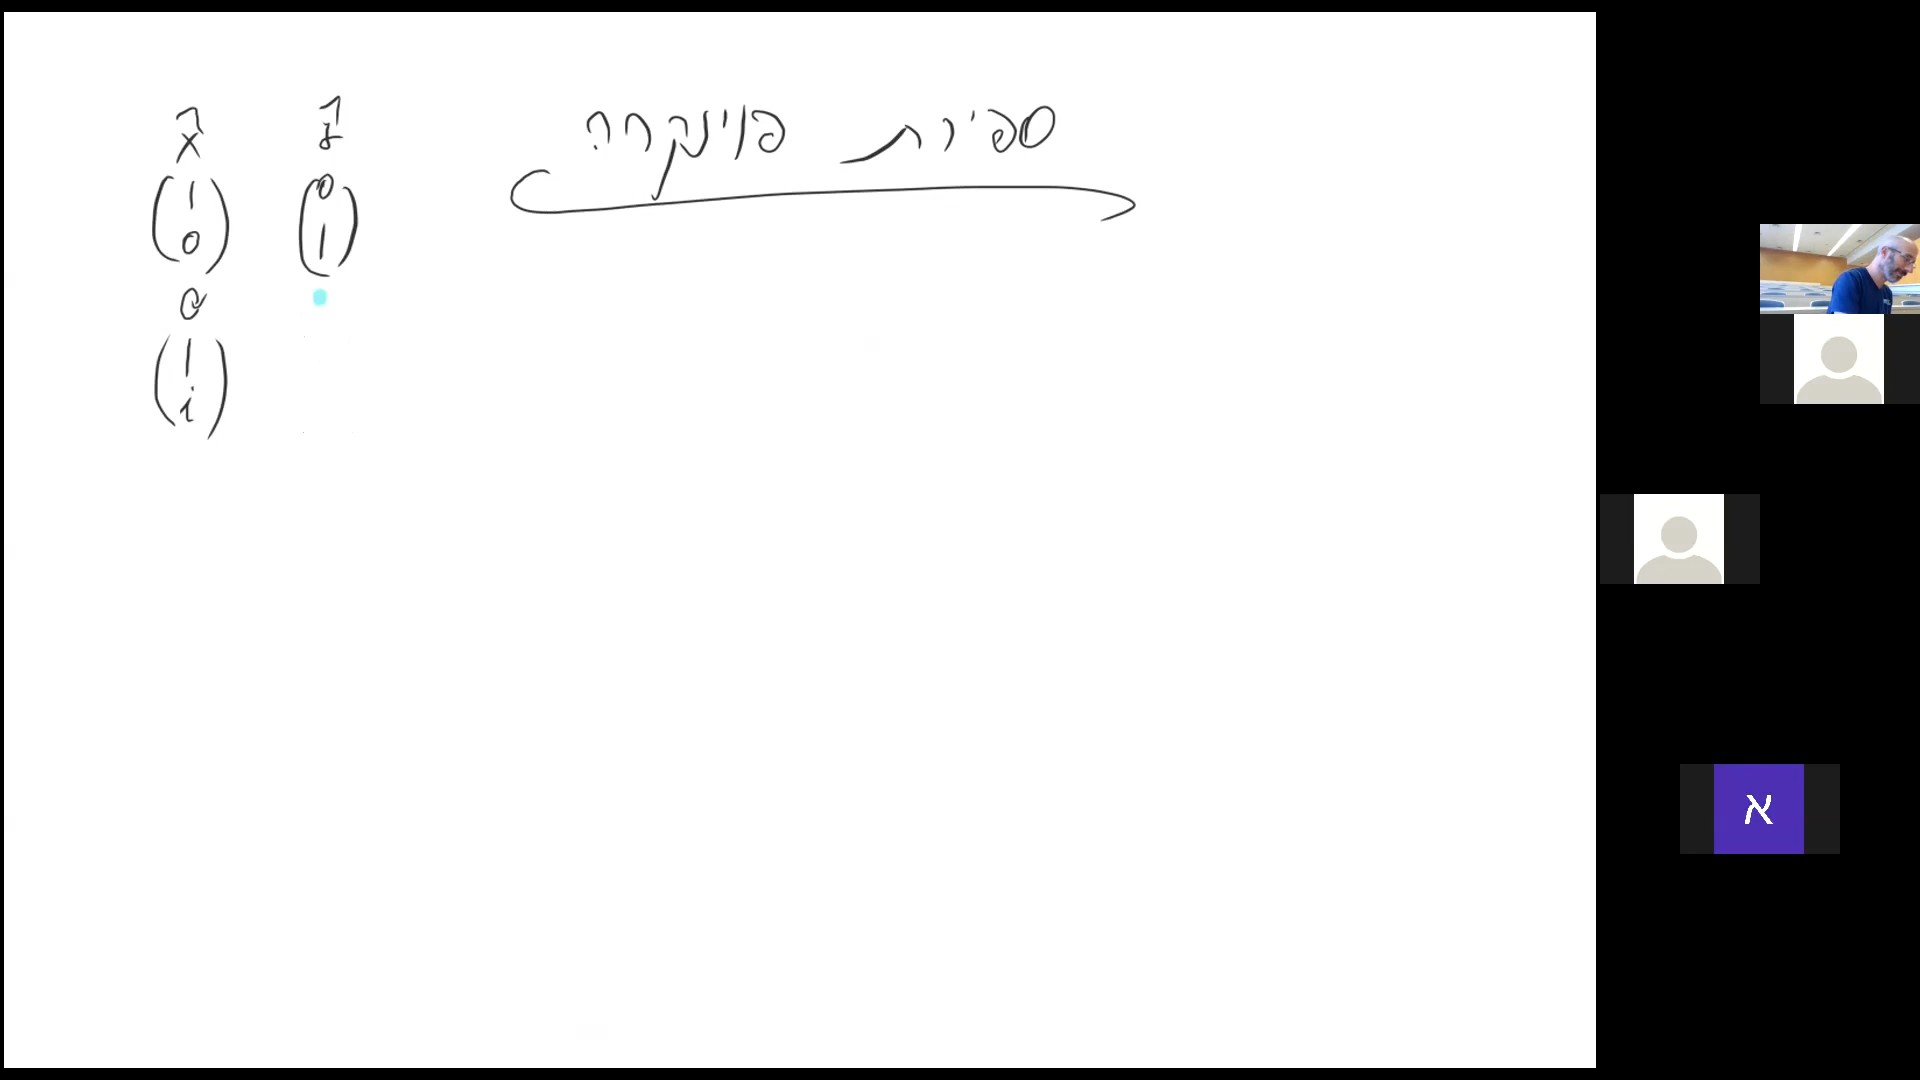 ספירת פוינקרה
x̂ ŷ
(1 0) (0 1)
(1 i)
א